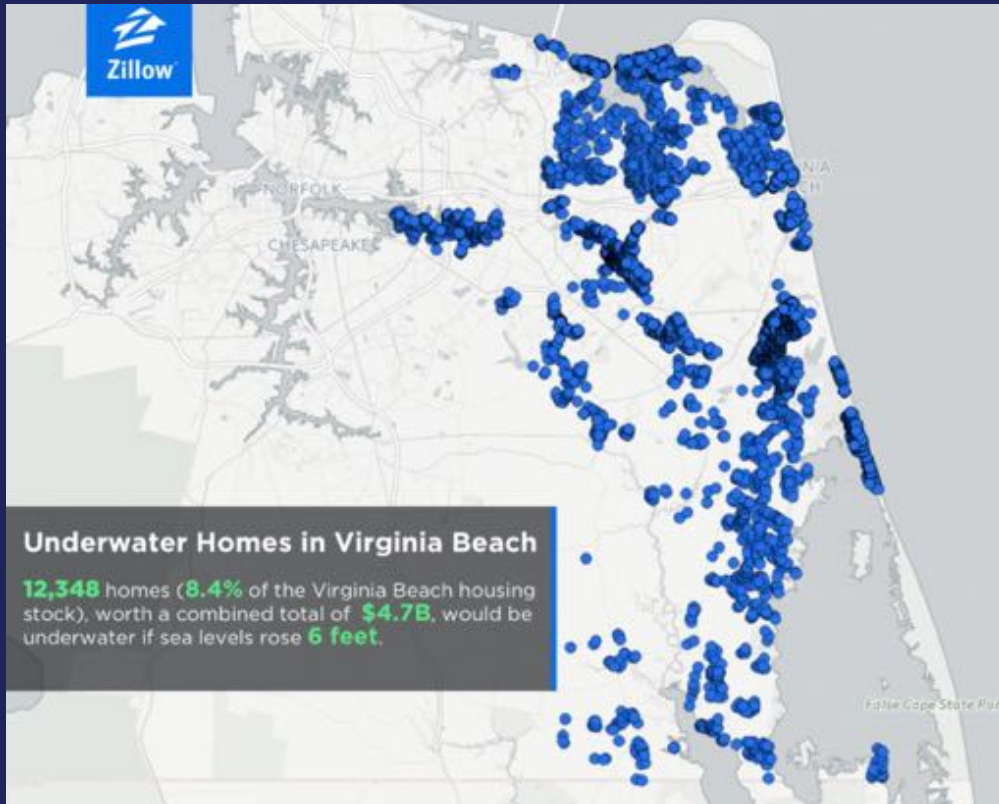 Zillow
NORFOLK
CHESAPEAKE
Underwater Homes in Virginia Beach
12,348 homes (8.4% of the Virginia Beach housing
stock), worth a combined total of $4.7B, would be
underwater if sea levels rose 6 feet.
False Cape State Par